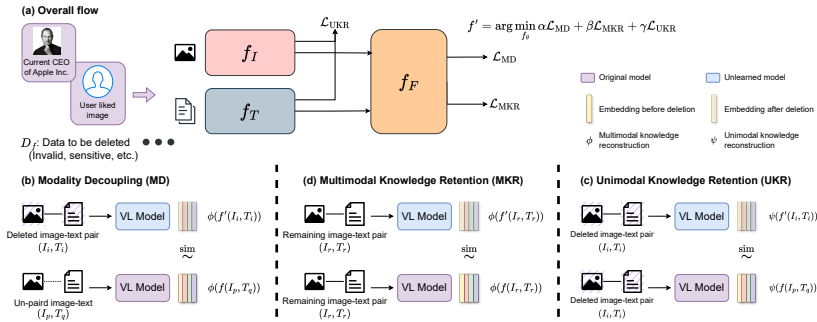 (a) Overall flow
Current CEO
of Apple Inc.
User liked
image
D_f: Data to be deleted
(Invalid, sensitive, etc.)
f_I
f_T
f_F
ℒ_UKR
ℒ_MD
ℒ_MKR
f′ = arg min_{f_θ} αℒ_MD + βℒ_MKR + γℒ_UKR
Original model
Unlearned model
Embedding before deletion
Embedding after deletion
ϕ Multimodal knowledge
reconstruction
ψ Unimodal knowledge
reconstruction
(b) Modality Decoupling (MD)
Deleted image-text pair
(I_i, T_i)
VL Model
ϕ(f′(I_i, T_i))
sim
~
Un-paired image-text
(I_p, T_q)
VL Model
ϕ(f(I_p, T_q))
(d) Multimodal Knowledge Retention (MKR)
Remaining image-text pair
(I_r, T_r)
VL Model
ϕ(f′(I_r, T_r))
sim
~
Remaining image-text pair
(I_r, T_r)
VL Model
ϕ(f(I_r, T_r))
(c) Unimodal Knowledge Retention (UKR)
Deleted image-text pair
(I_i, T_i)
VL Model
ψ(f′(I_i, T_i))
sim
~
Deleted image-text pair
(I_i, T_i)
VL Model
ψ(f(I_p, T_q))